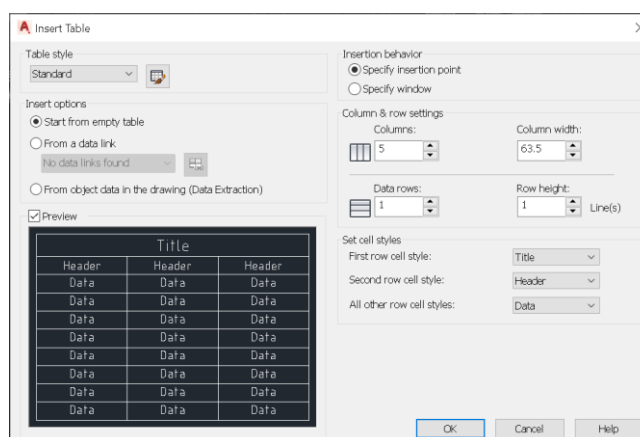 Insert Table
Table style
Standard
Insert options
Start from empty table
From a data link
No data links found
From object data in the drawing (Data Extraction)
Preview
Title
Header Header Header
Data Data Data
Data Data Data
Data Data Data
Data Data Data
Data Data Data
Data Data Data
Data Data Data
Data Data Data
Insertion behavior
Specify insertion point
Specify window
Column & row settings
Columns: Column width:
5 63.5
Data rows: Row height:
1 1 Line(s)
Set cell styles
First row cell style: Title
Second row cell style: Header
All other row cell styles: Data
OK Cancel Help